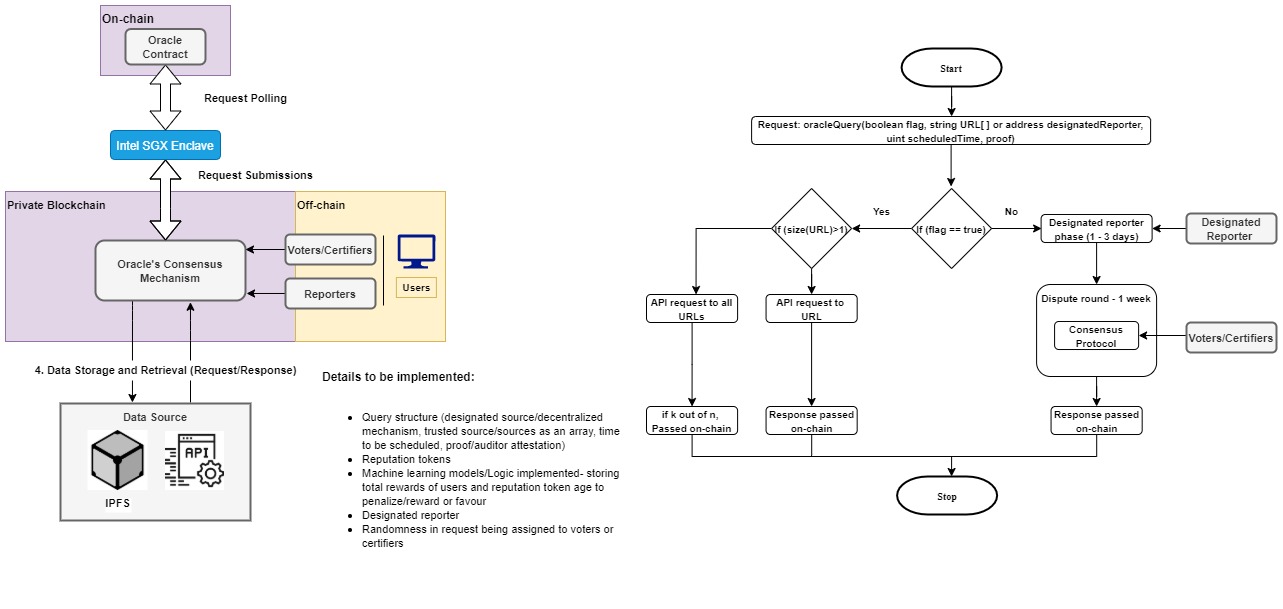 On-chain
Oracle
Contract
Request Polling
Intel SGX Enclave
Request Submissions
Private Blockchain
Off-chain
Oracle's Consensus
Mechanism
Voters/Certifiers
Reporters
Users
4. Data Storage and Retrieval (Request/Response)
Data Source
API
IPFS
Details to be implemented:
• Query structure (designated source/decentralized
mechanism, trusted source/sources as an array, time
to be scheduled, proof/auditor attestation)
• Reputation tokens
• Machine learning models/Logic implemented- storing
total rewards of users and reputation token age to
penalize/reward or favour
• Designated reporter
• Randomness in request being assigned to voters or
certifiers
Start
Request: oracleQuery(boolean flag, string URL[ ] or address designatedReporter,
uint scheduledTime, proof)
If (flag == true)
Yes
No
If (size(URL)>1)
Designated reporter
phase (1 - 3 days)
Designated
Reporter
API request to all
URLs
API request to
URL
Dispute round - 1 week
Consensus
Protocol
Voters/Certifiers
if k out of n,
Passed on-chain
Response passed
on-chain
Response passed
on-chain
Stop